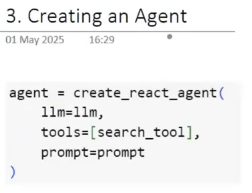 3. Creating an Agent
01 May 2025 16:29
agent = create_react_agent(
    llm=llm,
    tools=[search_tool],
    prompt=prompt
)